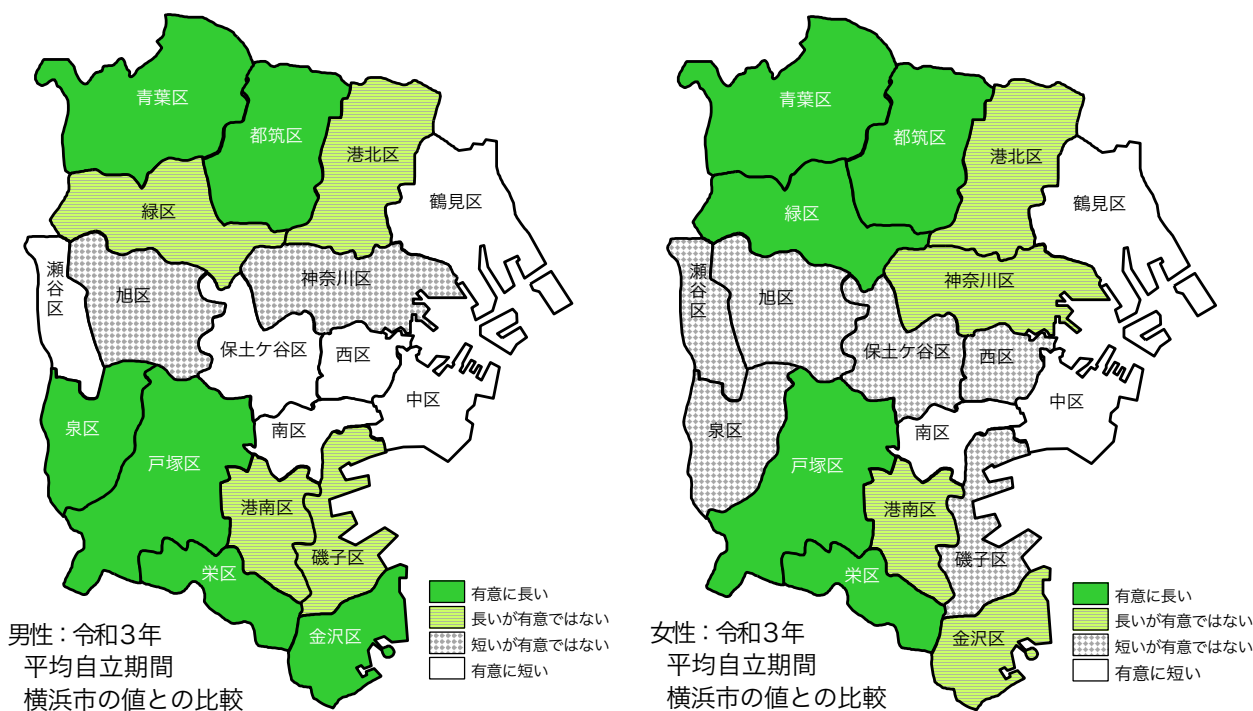 青葉区
都筑区
港北区
鶴見区
緑区
瀬谷区
旭区
神奈川区
保土ケ谷区
西区
中区
南区
泉区
戸塚区
港南区
磯子区
栄区
金沢区
有意に長い
長いが有意ではない
短いが有意ではない
有意に短い
男性：令和３年
平均自立期間
横浜市の値との比較
青葉区
都筑区
港北区
鶴見区
緑区
瀬谷区
旭区
神奈川区
保土ケ谷区
西区
中区
南区
泉区
戸塚区
港南区
磯子区
栄区
金沢区
有意に長い
長いが有意ではない
短いが有意ではない
有意に短い
女性：令和３年
平均自立期間
横浜市の値との比較